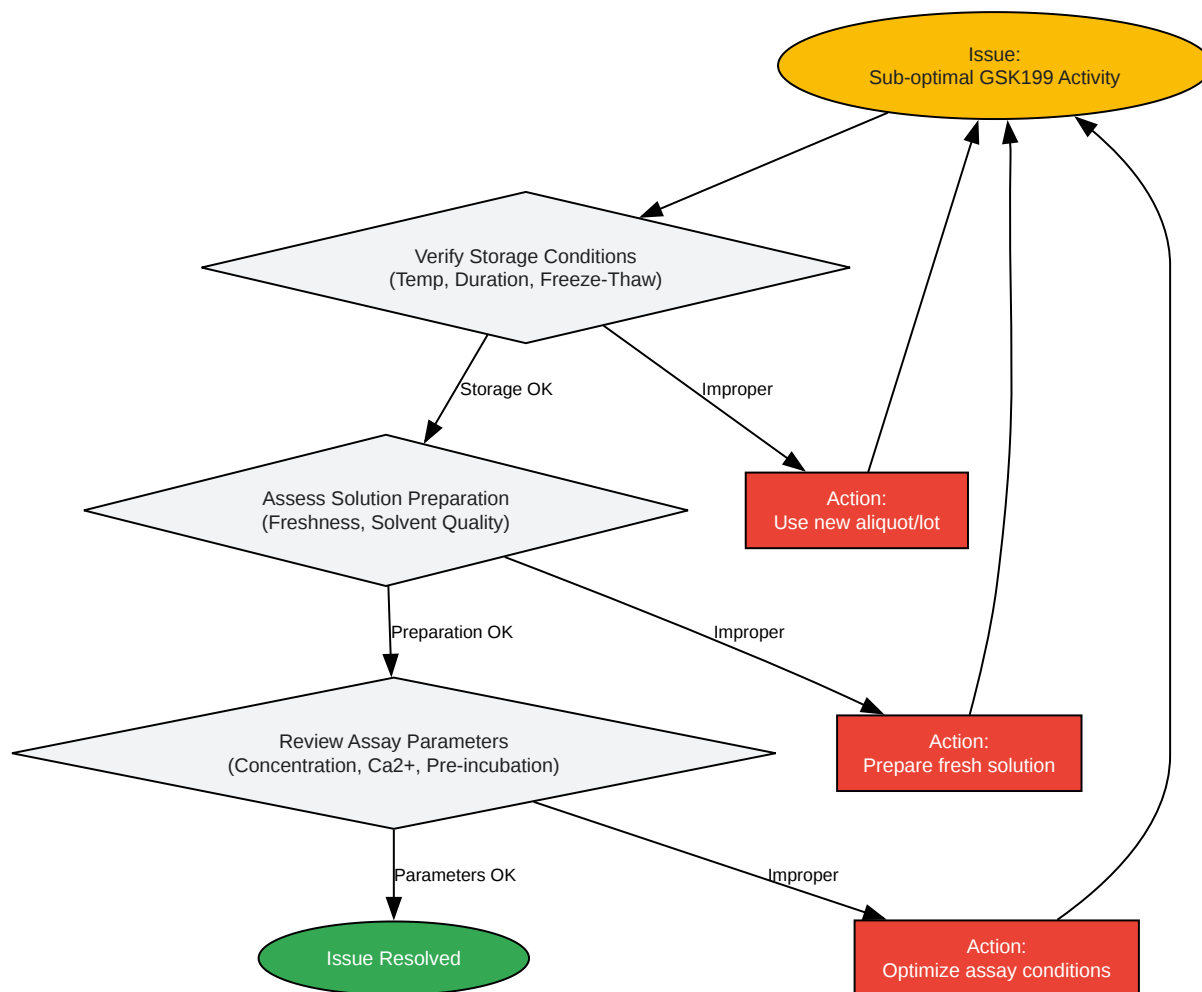 Issue:
Sub-optimal GSK199 Activity
Verify Storage Conditions
(Temp, Duration, Freeze-Thaw)
Storage OK
Improper
Assess Solution Preparation
(Freshness, Solvent Quality)
Action:
Use new aliquot/lot
Preparation OK
Improper
Review Assay Parameters
(Concentration, Ca2+, Pre-incubation)
Action:
Prepare fresh solution
Parameters OK
Improper
Issue Resolved
Action:
Optimize assay conditions